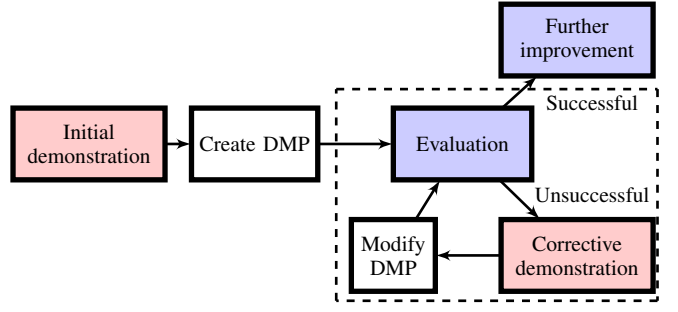 Further
improvement
Successful
Initial
demonstration
Create DMP
Evaluation
Unsuccessful
Modify
DMP
Corrective
demonstration